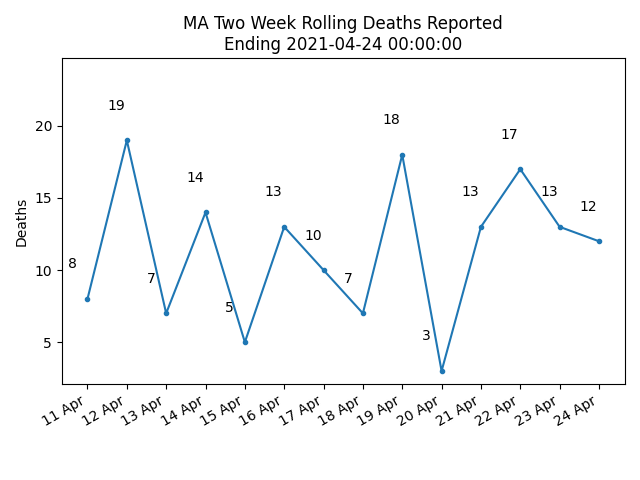 MA Two Week Rolling Deaths Reported
Ending 2021-04-24 00:00:00
Deaths
20
15
10
5
8
19
7
14
5
13
10
7
18
3
13
17
13
12
11 Apr
12 Apr
13 Apr
14 Apr
15 Apr
16 Apr
17 Apr
18 Apr
19 Apr
20 Apr
21 Apr
22 Apr
23 Apr
24 Apr